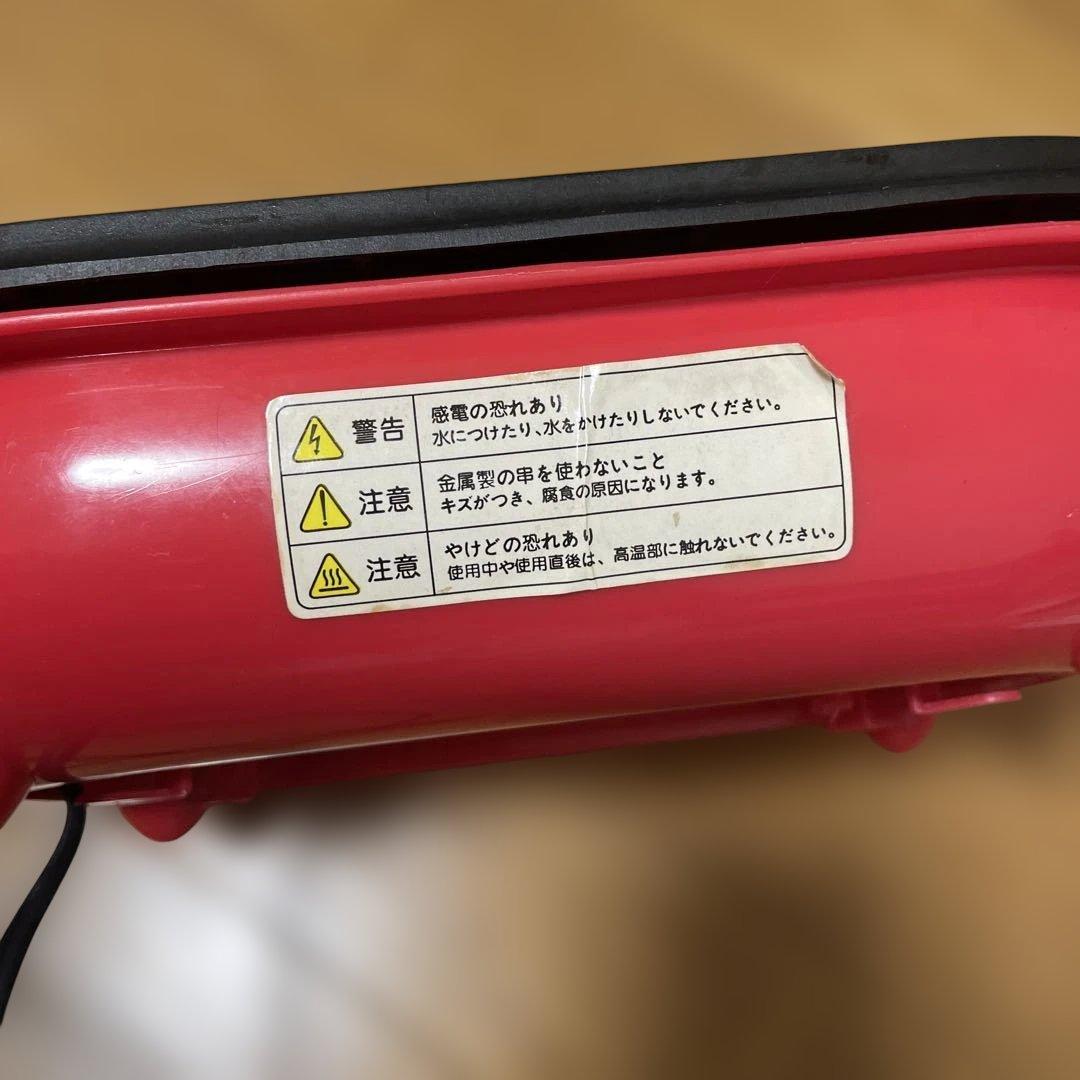 警告
感電の恐れあり
水につけたり、水をかけたりしないでください。
注意
金属製の串を使わないこと
キズがつき、腐食の原因になります。
注意
やけどの恐れあり
使用中や使用直後は、高温部に触れないでください。